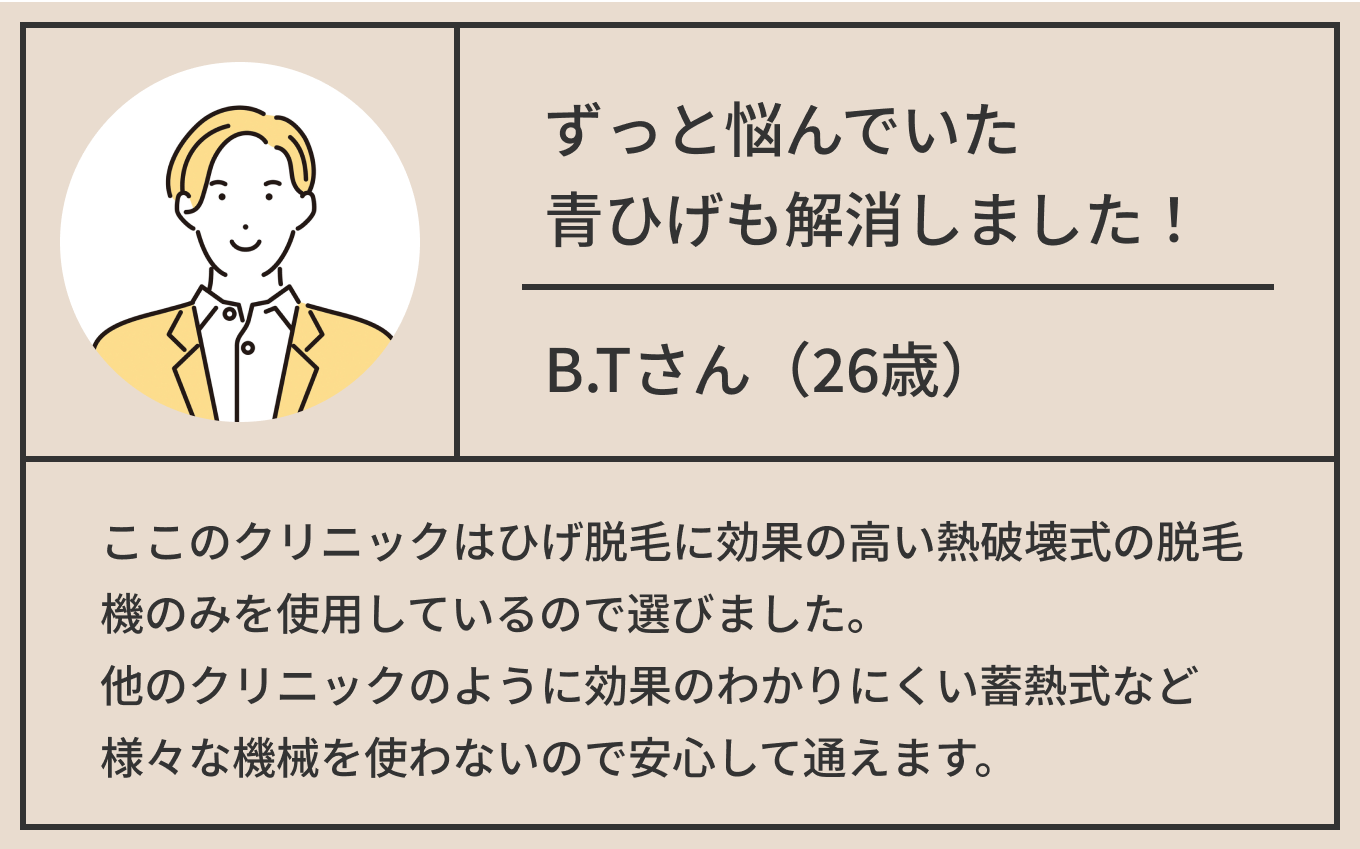 ずっと悩んでいた
青ひげも解消しました！
B.Tさん（26歳）
ここのクリニックはひげ脱毛に効果の高い熱破壊式の脱毛
機のみを使用しているので選びました。
他のクリニックのように効果のわかりにくい蓄熱式など
様々な機械を使わないので安心して通えます。